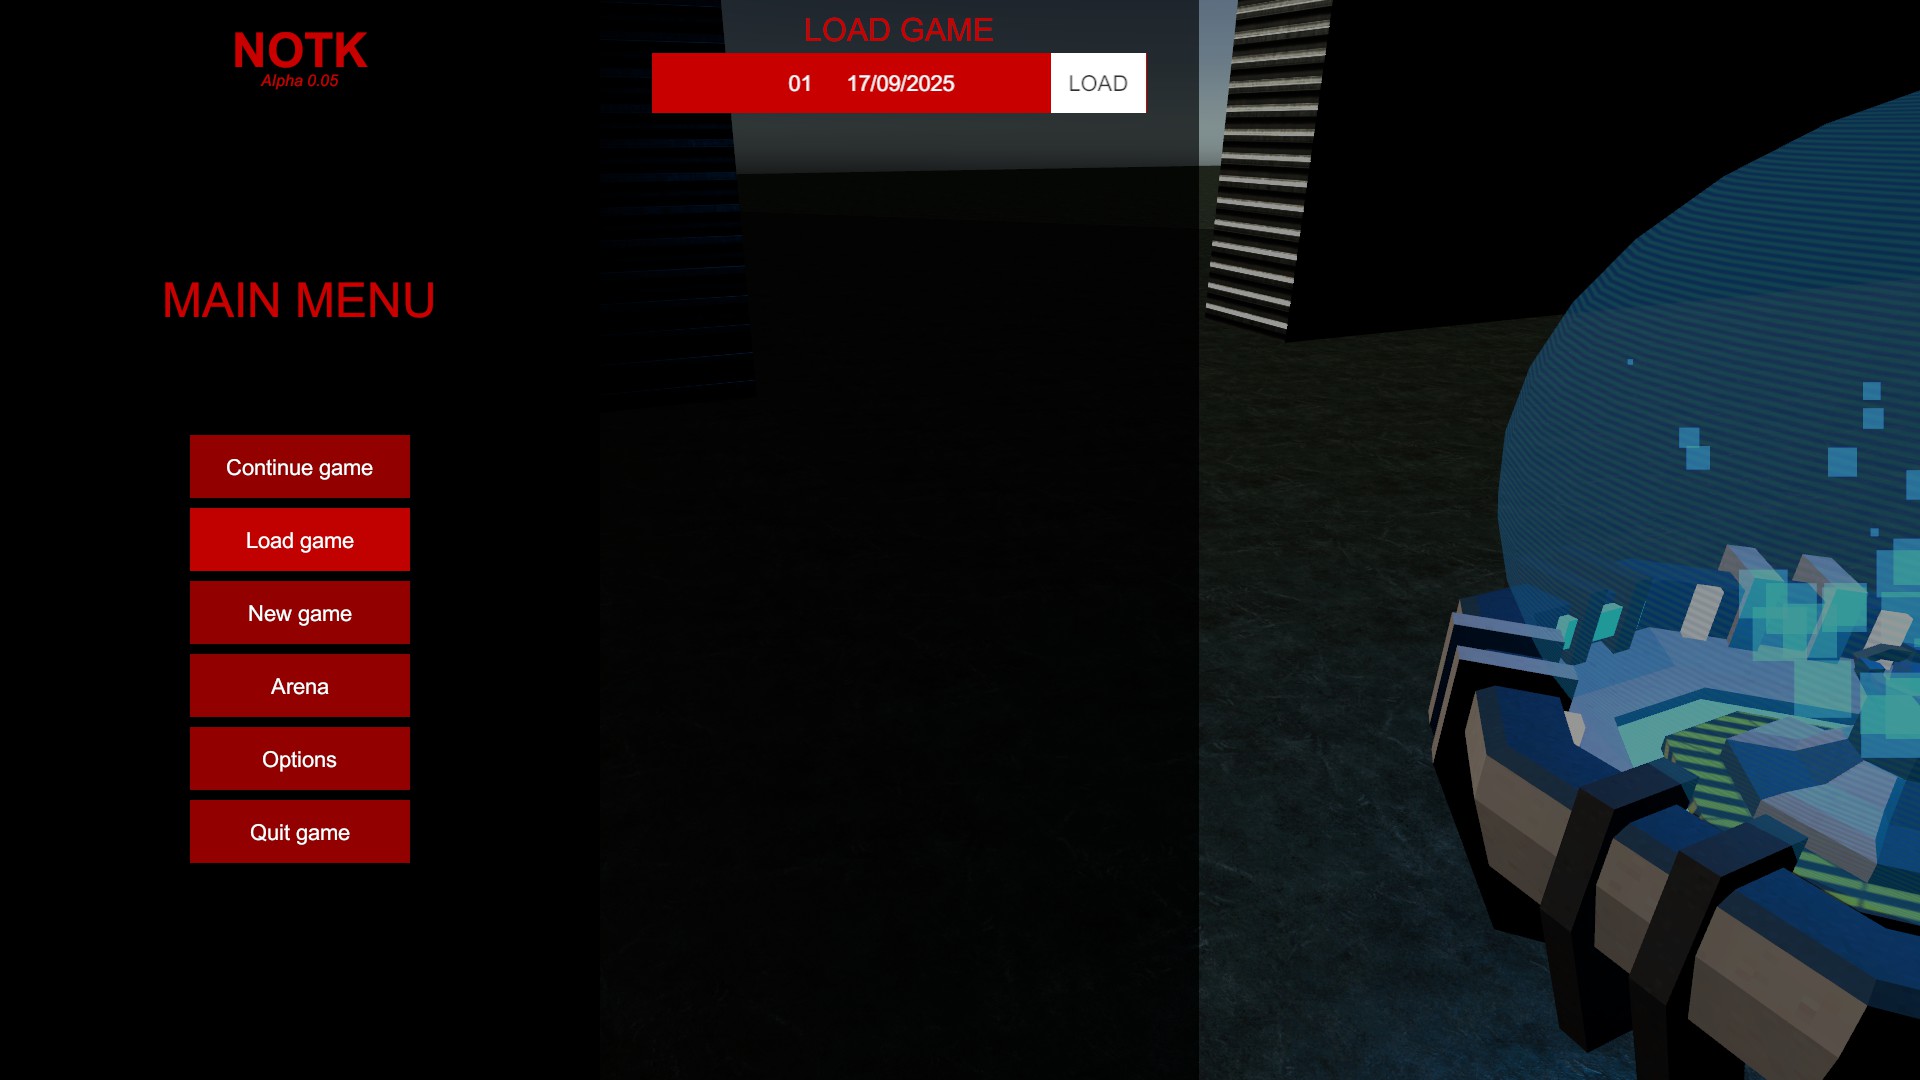 NOTK
Alpha 0.05
MAIN MENU
Continue game
Load game
New game
Arena
Options
Quit game
LOAD GAME
01 17/09/2025 LOAD